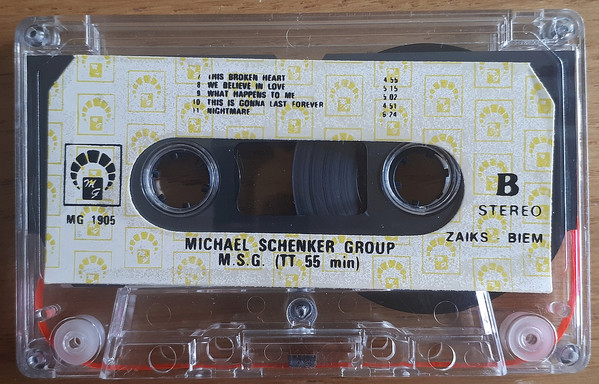 7 THIS BROKEN HEART 4 55
8 WE BELIEVE IN LOVE 5 15
9 WHAT HAPPENS TO ME 5 02
10 THIS IS GONNA LAST FOREVER 4 51
11 NIGHTMARE 6 24
MS
MG 1905
B
STEREO
ZAIKS - BIEM
MICHAEL SCHENKER GROUP
M.S.G. (TT 55 min)